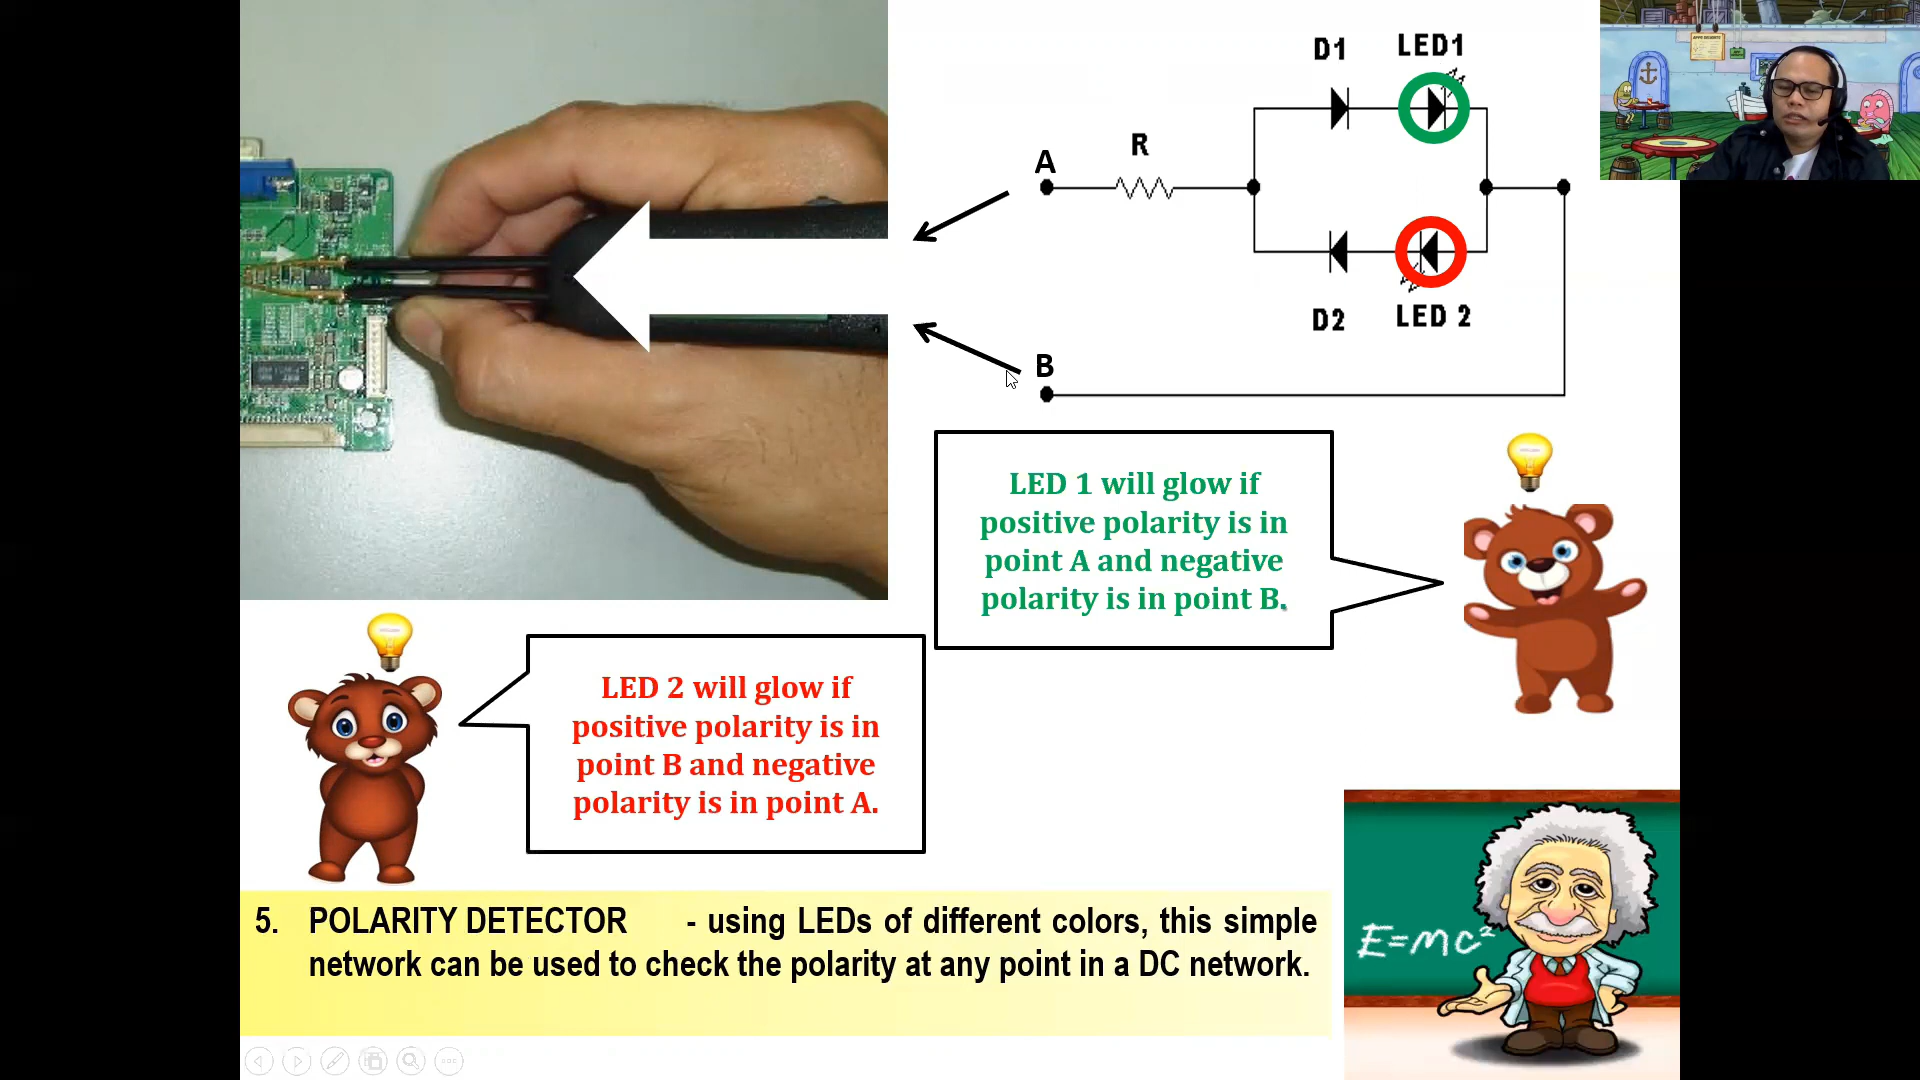 D1
LED1
R
A
D2
LED 2
B
LED 1 will glow if
positive polarity is in
point A and negative
polarity is in point B.
LED 2 will glow if
positive polarity is in
point B and negative
polarity is in point A.
E=mc²
5. POLARITY DETECTOR - using LEDs of different colors, this simple
network can be used to check the polarity at any point in a DC network.